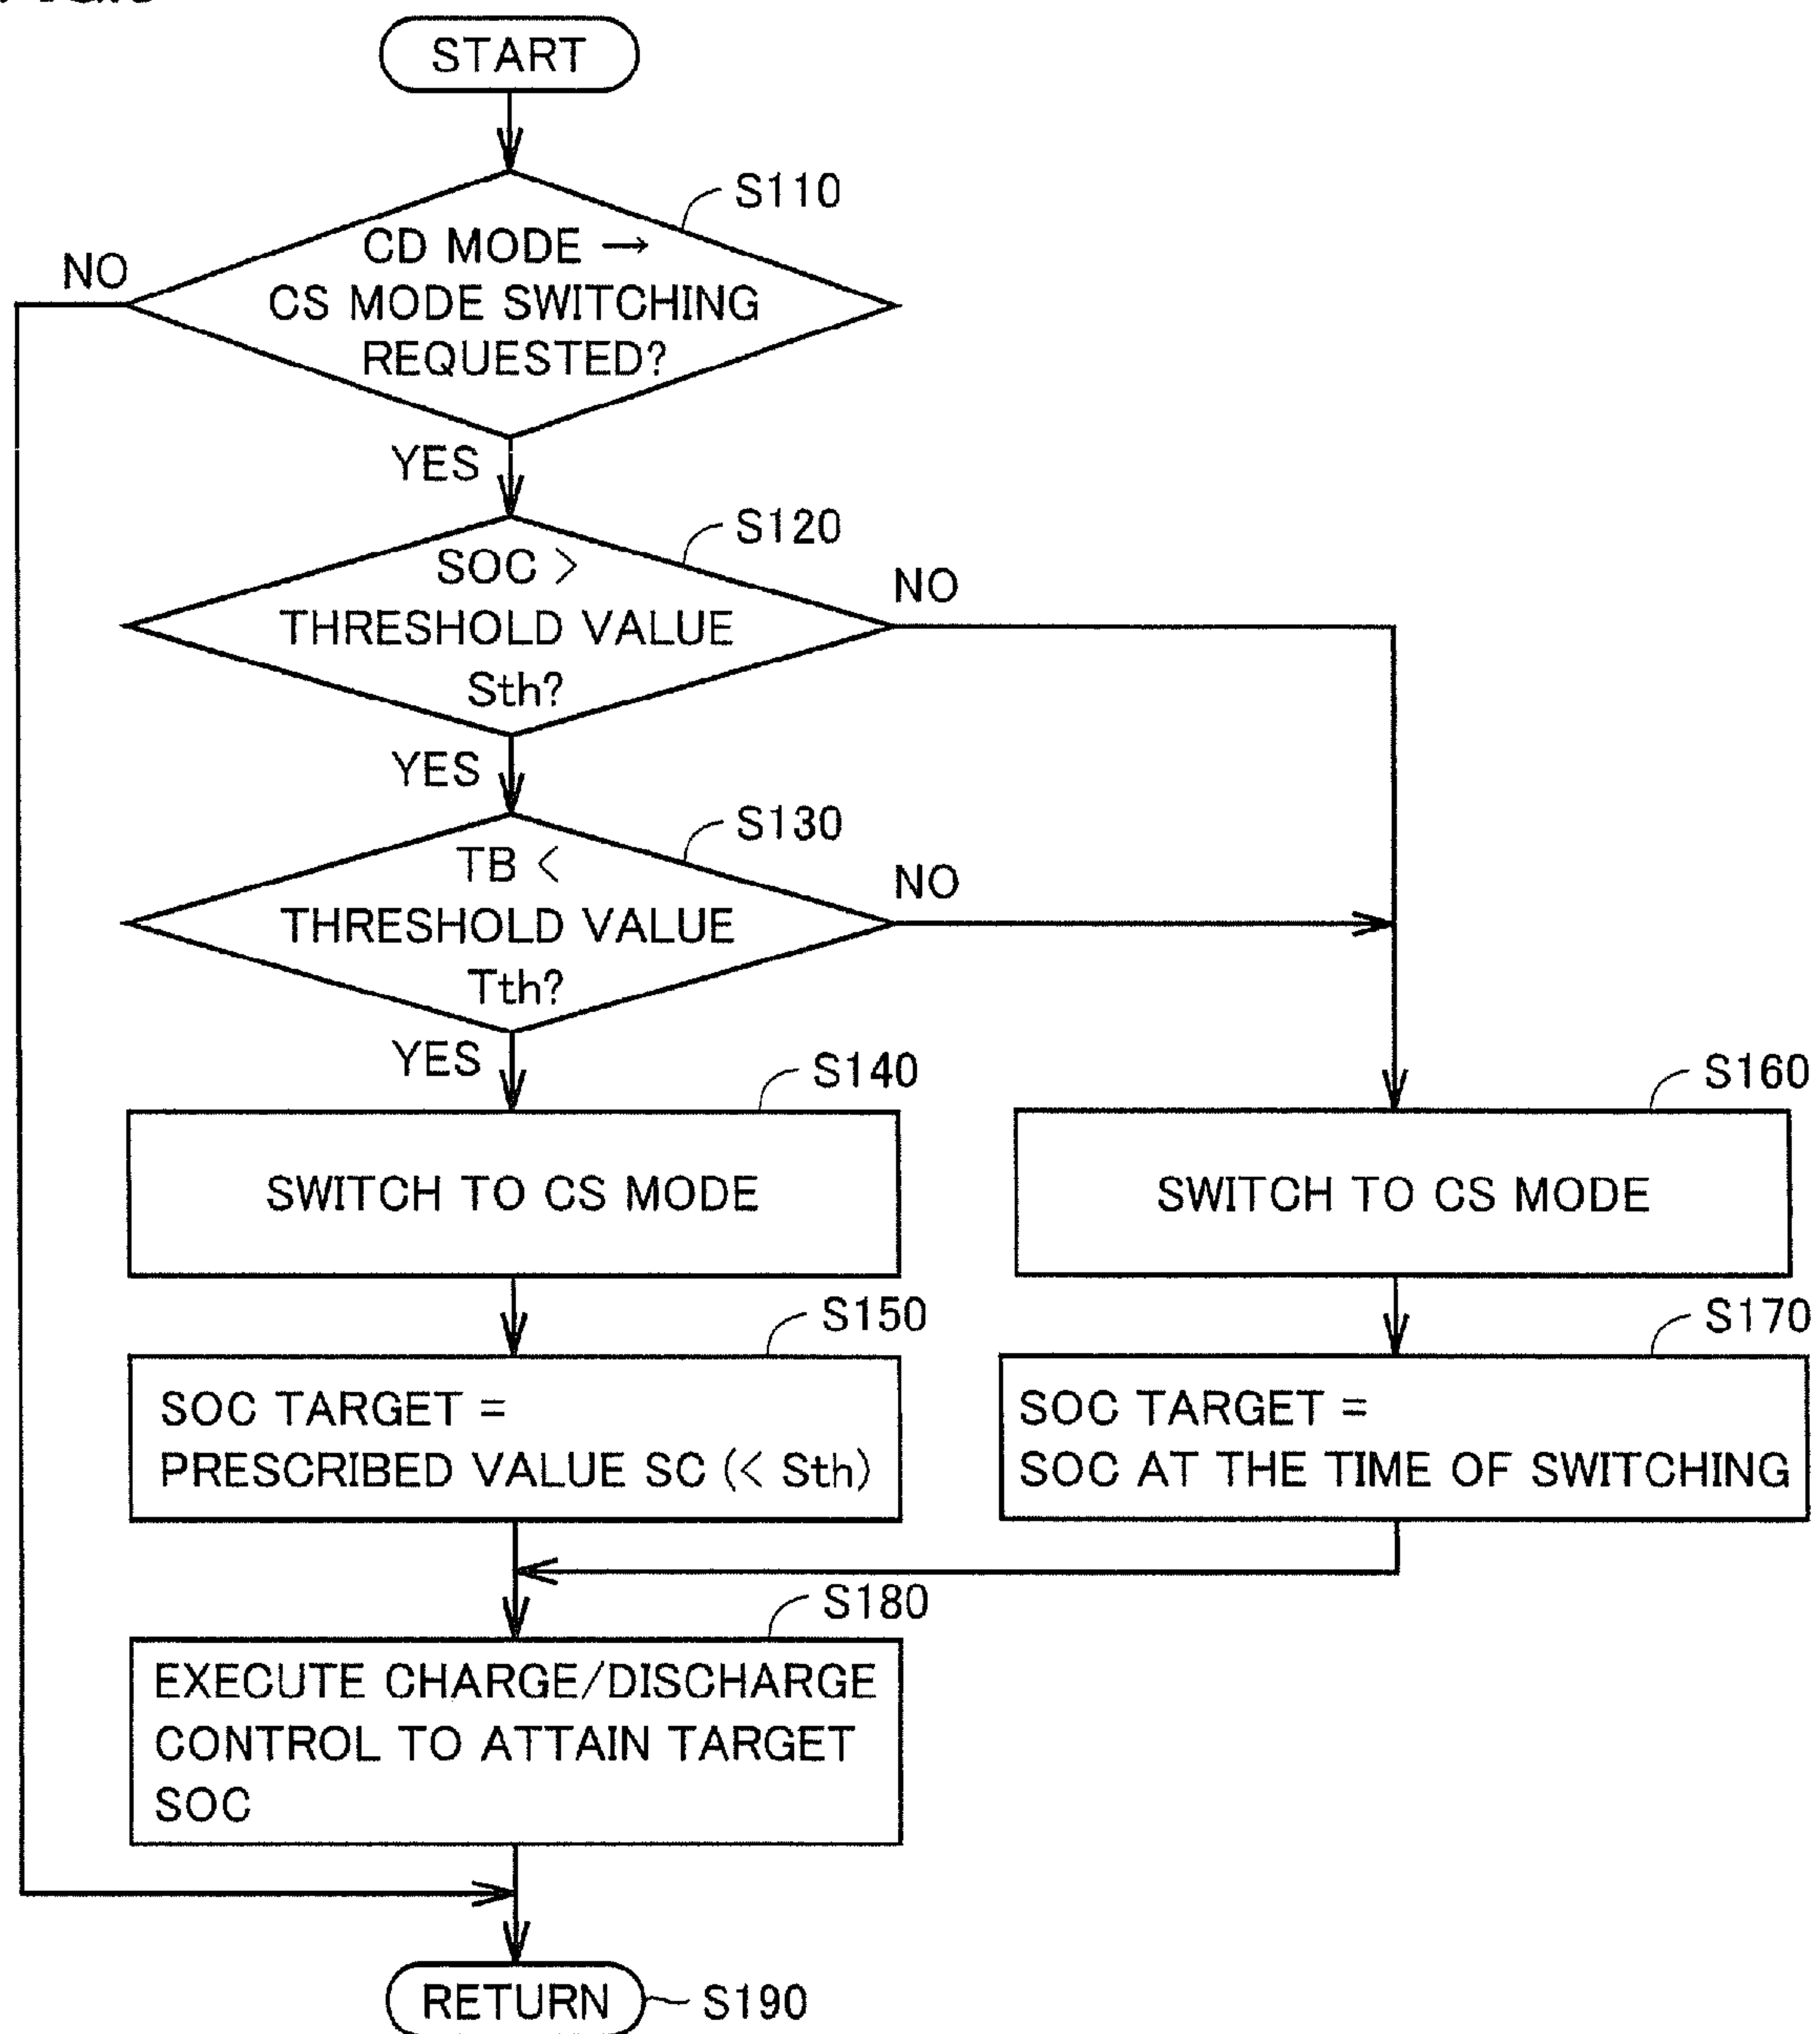 START
S110
CD MODE →
CS MODE SWITCHING
REQUESTED?
NO
YES
S120
SOC >
THRESHOLD VALUE
Sth?
NO
YES
S130
TB <
THRESHOLD VALUE
Tth?
NO
YES
S140
SWITCH TO CS MODE
S160
SWITCH TO CS MODE
S150
SOC TARGET =
PRESCRIBED VALUE SC (< Sth)
S170
SOC TARGET =
SOC AT THE TIME OF SWITCHING
S180
EXECUTE CHARGE/DISCHARGE
CONTROL TO ATTAIN TARGET
SOC
RETURN
S190